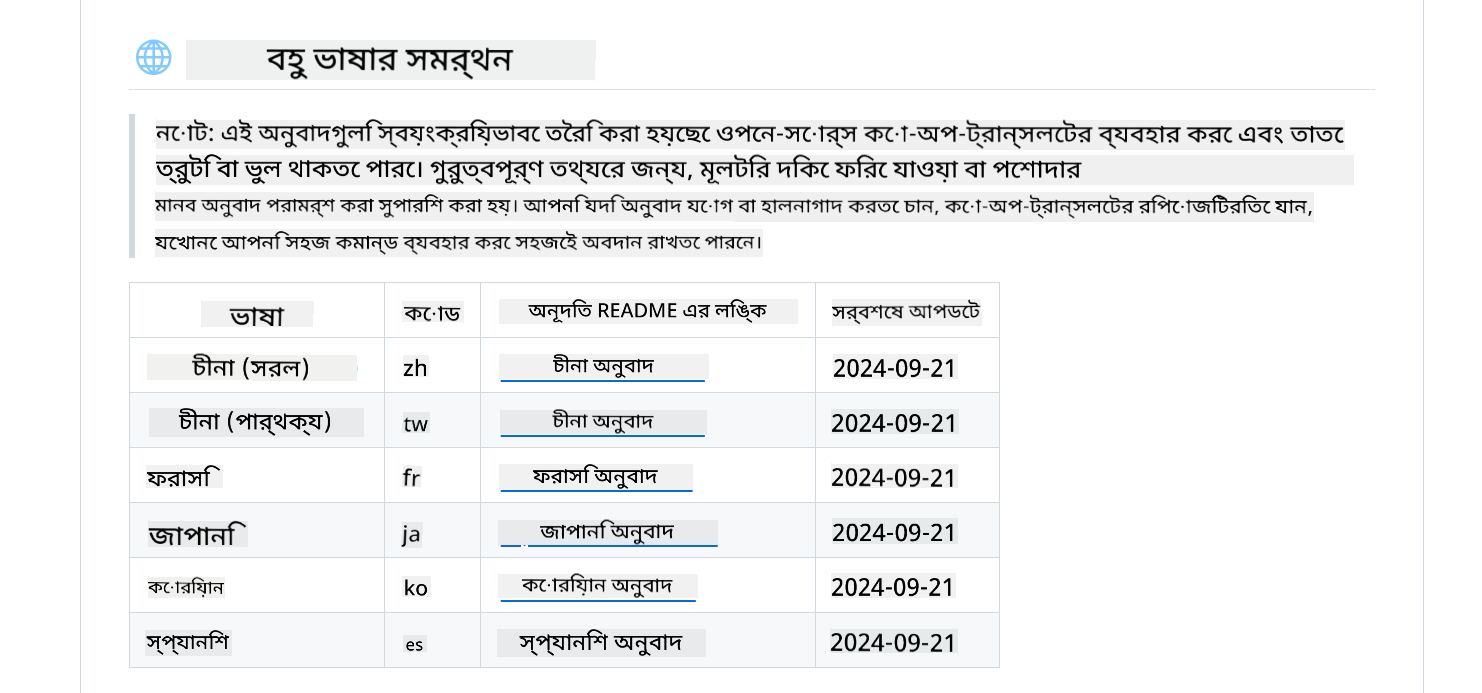 বহু ভাষার সমর্থন
নোট: এই অনুবাদগুলি স্বয়ংক্রিয়ভাবে তৈরি করা হয়েছে ওপেন-সোর্স কো-অপ-ট্রান্সলেটর ব্যবহার করে এবং তাতে
ত্রুটি বা ভুল থাকতে পারে। গুরুত্বপূর্ণ তথ্যের জন্য, মূলটির দিকে ফিরে যাওয়া বা পেশাদার
মানব অনুবাদ পরামর্শ করা সুপারিশ করা হয়। আপনি যদি অনুবাদ যোগ বা হালনাগাদ করতে চান, কো-অপ-ট্রান্সলেটর রিপোজিটরিতে যান,
যেখানে আপনি সহজ কমান্ড ব্যবহার করে সহজেই অবদান রাখতে পারেন।
ভাষা কোড অনূদিত README এর লিঙ্ক সর্বশেষ আপডেট
চীনা (সরল) zh চীনা অনুবাদ 2024-09-21
চীনা (পার্থক্য) tw চীনা অনুবাদ 2024-09-21
ফরাসি fr ফরাসি অনুবাদ 2024-09-21
জাপানি ja জাপানি অনুবাদ 2024-09-21
কোরিয়ান ko কোরিয়ান অনুবাদ 2024-09-21
স্প্যানিশ es স্প্যানিশ অনুবাদ 2024-09-21